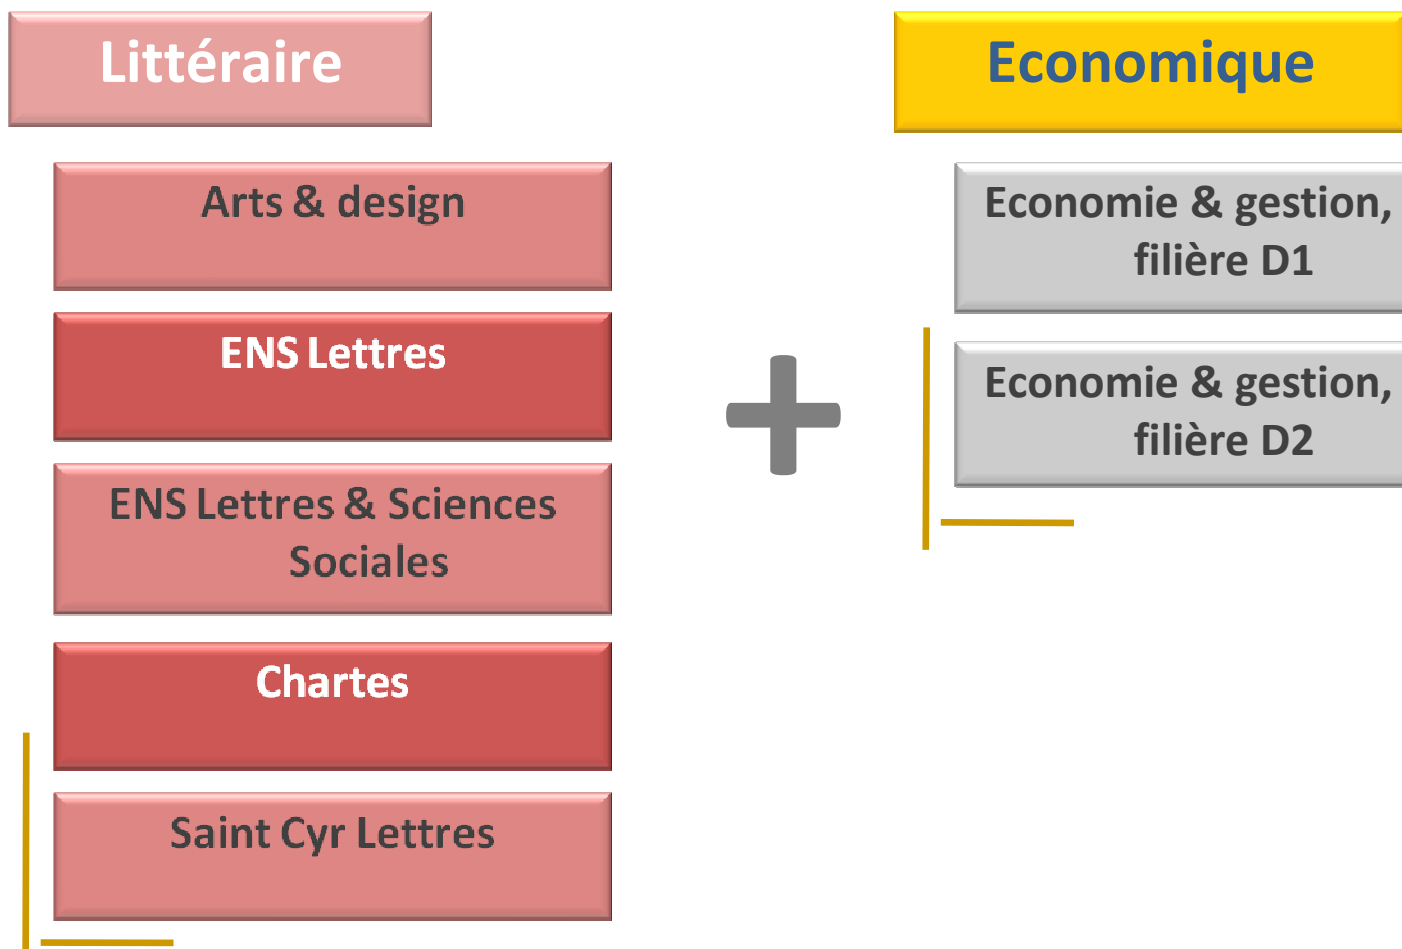 Littéraire
Arts & design
ENS Lettres
ENS Lettres & Sciences
Sociales
Chartes
Saint Cyr Lettres
Economique
Economie & gestion,
filière D1
Economie & gestion,
filière D2